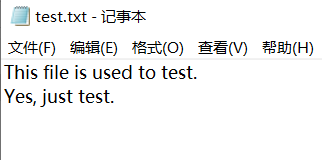 test.txt - 记事本
文件(F) 编辑(E) 格式(O) 查看(V) 帮助(H)
This file is used to test.
Yes, just test.